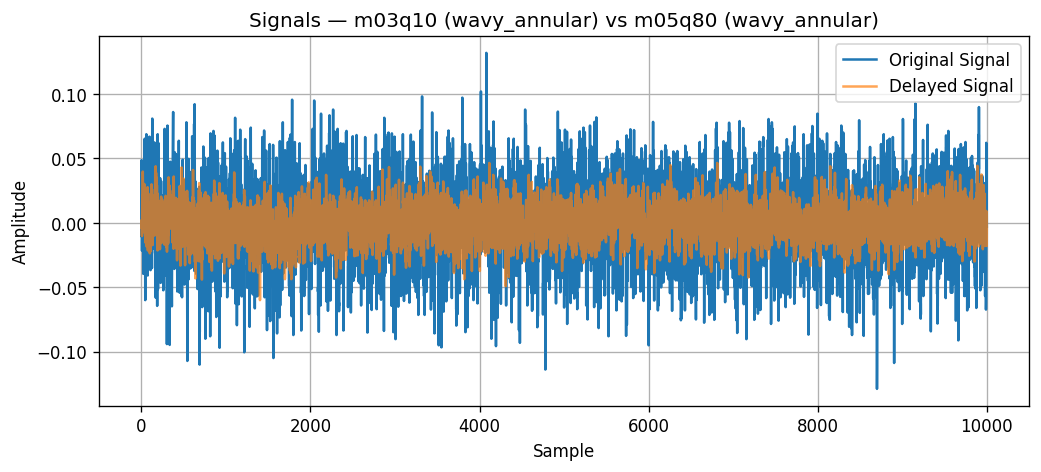 Signals — m03q10 (wavy_annular) vs m05q80 (wavy_annular)
Original Signal
Delayed Signal
0.10
0.05
0.00
−0.05
−0.10
Amplitude
0
2000
4000
6000
8000
10000
Sample